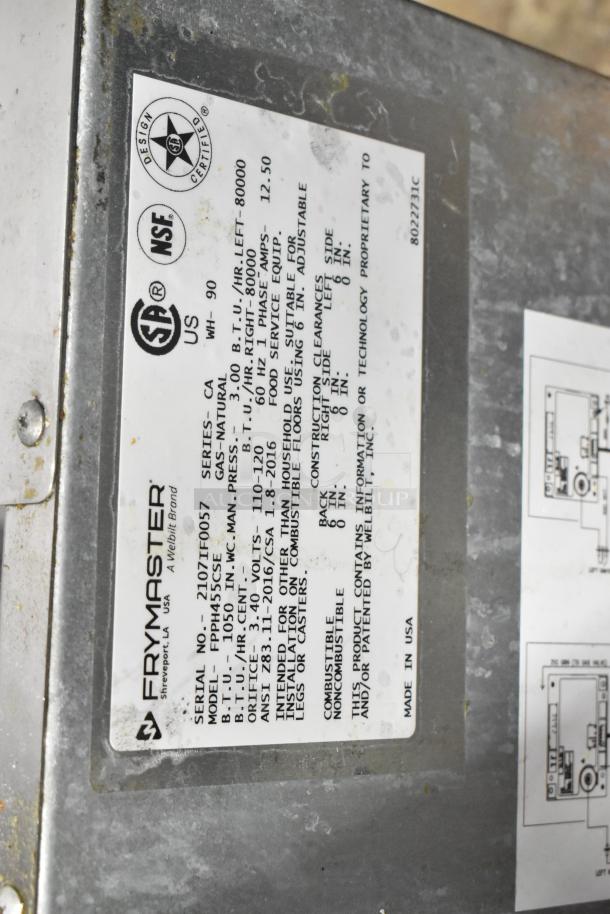 FRYMASTER®
Shreveport, LA USA A Welbilt Brand
SA® US
NSF®
DESIGN CERTIFIED®
SERIAL NO.- 2107IF0057 SERIES- CA WH- 90
MODEL- FPPH455CSE GAS-NATURAL
B.T.U.- 1050 IN.WC.MAN.PRESS.- 3.00 B.T.U./HR.LEFT-80000
B.T.U./HR.CENT.- B.T.U./HR.RIGHT-80000
ORIFICE- 3.40 VOLTS- 110-120 60 HZ 1 PHASE AMPS- 12.50
ANSI Z83.11-2016/CSA 1.8-2016 FOOD SERVICE EQUIP.
INTENDED FOR OTHER THAN HOUSEHOLD USE. SUITABLE FOR
INSTALLATION ON COMBUSTIBLE FLOORS USING 6 IN. ADJUSTABLE
LEGS OR CASTERS.
CONSTRUCTION CLEARANCES
BACK RIGHT SIDE LEFT SIDE
COMBUSTIBLE 6 IN. 6 IN. 6 IN.
NONCOMBUSTIBLE 0 IN. 0 IN. 0 IN.
THIS PRODUCT CONTAINS INFORMATION OR TECHNOLOGY PROPRIETARY TO
AND/OR PATENTED BY WELBILT, INC.
MADE IN USA 8022731C